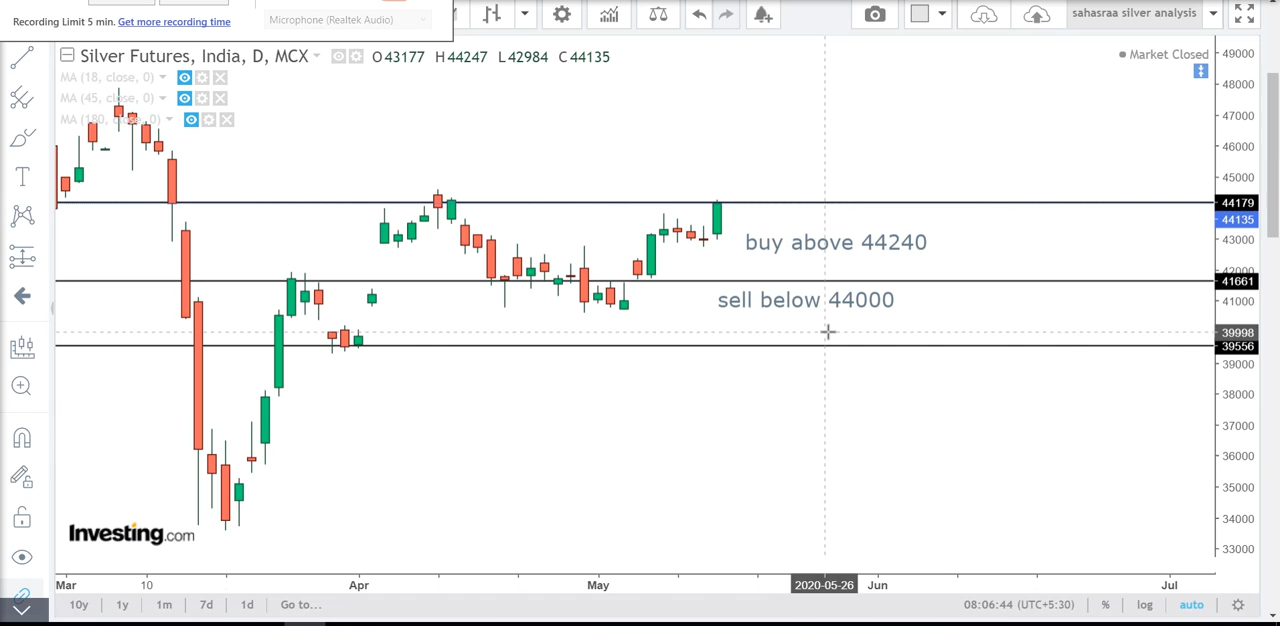 Recording Limit 5 min. Get more recording time
Microphone (Realtek Audio)
sahasraa silver analysis
Silver Futures, India, D, MCX O43177 H44247 L42984 C44135
Market Closed
MA (18, close, 0)
MA (45, close, 0)
MA (180, close, 0)
49000
48000
47000
46000
45000
44179
44135
43000
42000
41661
41000
39998
39556
39000
38000
37000
36000
35000
34000
33000
buy above 44240
sell below 44000
Investing.com
Mar 10 Apr May 2020-05-26 Jun Jul
10y 1y 1m 7d 1d Go to... 08:06:44 (UTC+5:30) % log auto